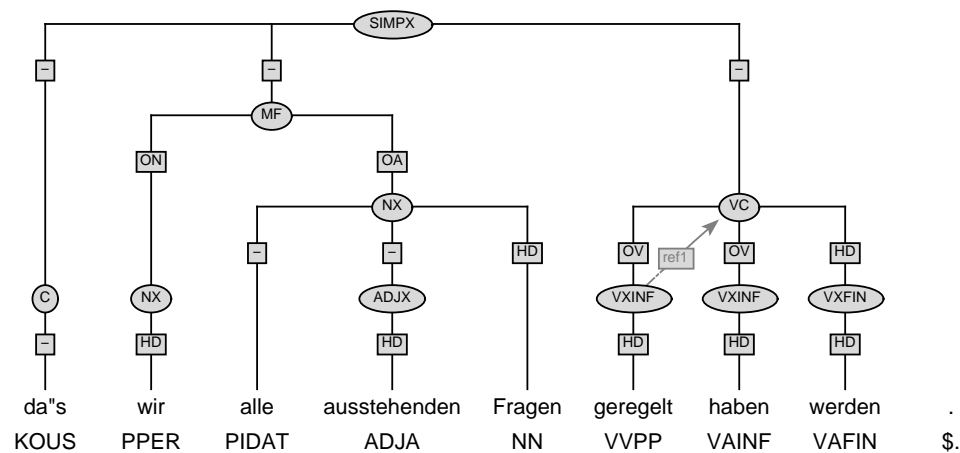 SIMPX
– – –
MF
ON OA
NX VC
– – HD OV ref1 OV HD
C NX ADJX VXINF VXINF VXFIN
– HD HD HD HD HD
da"s wir alle ausstehenden Fragen geregelt haben werden .
KOUS PPER PIDAT ADJA NN VVPP VAINF VAFIN $.